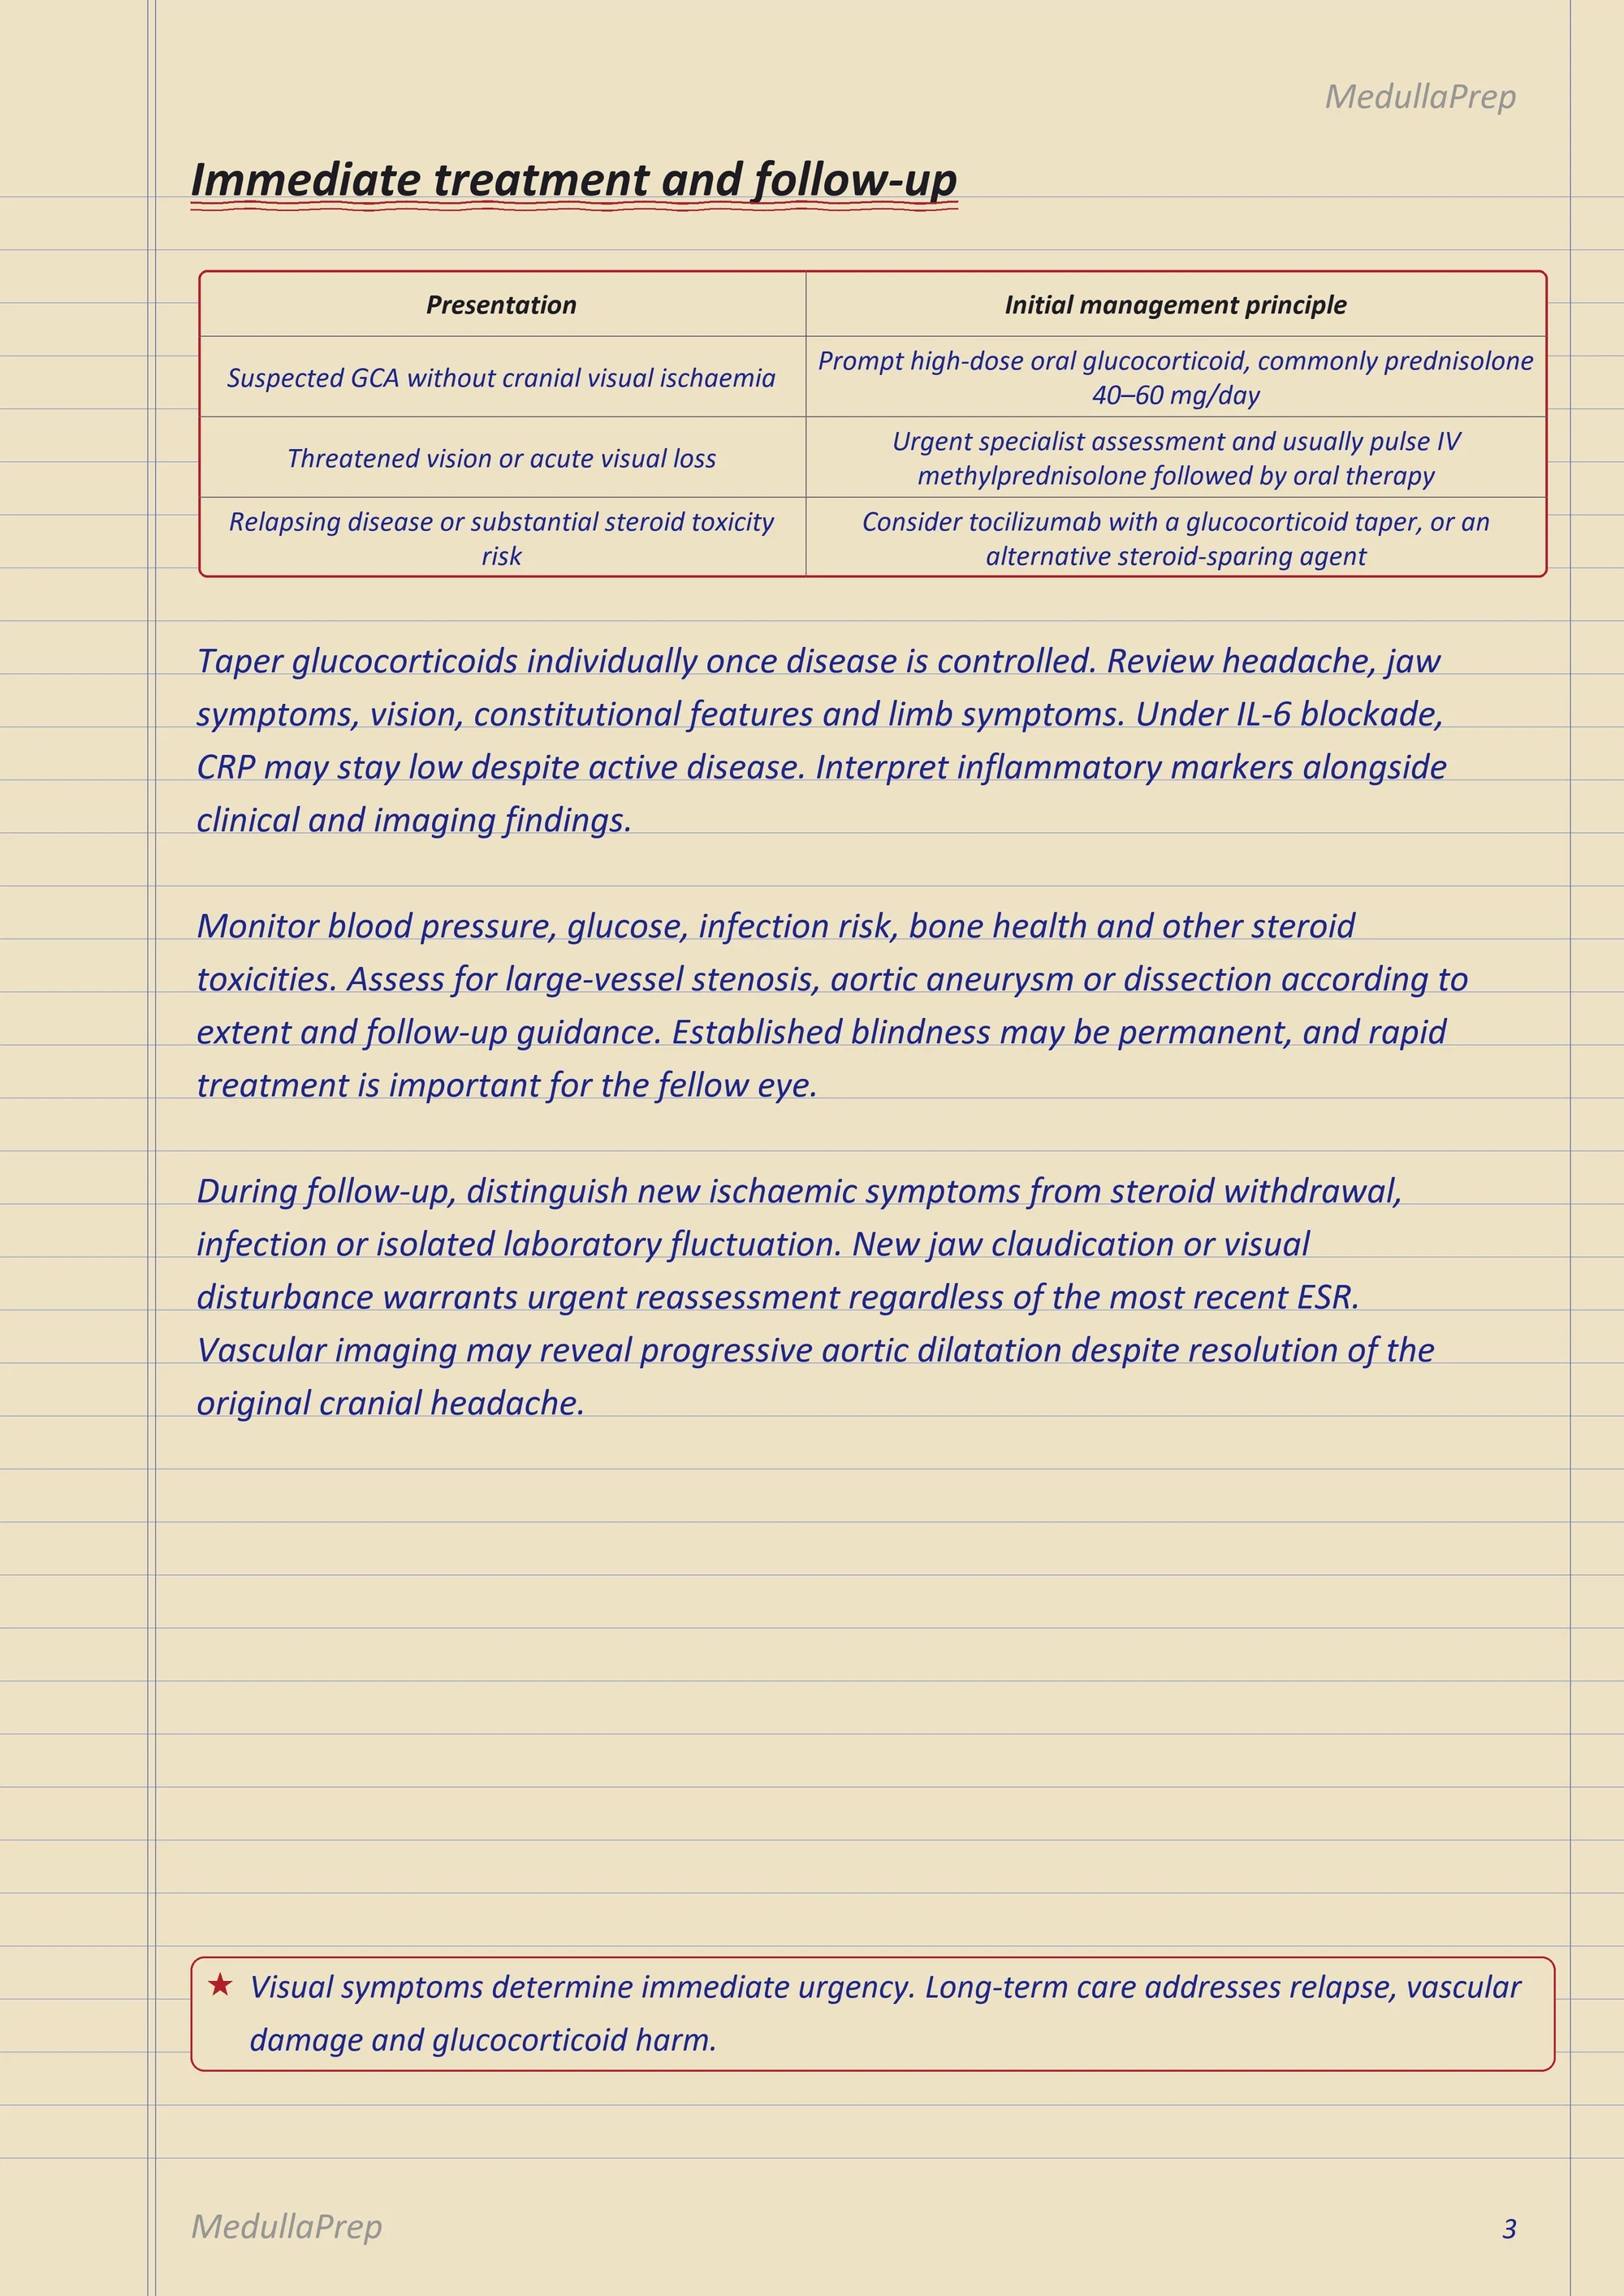 MedullaPrep
Immediate treatment and follow-up
Presentation
Initial management principle
Suspected GCA without cranial visual ischaemia
Prompt high-dose oral glucocorticoid, commonly prednisolone
40–60 mg/day
Threatened vision or acute visual loss
Urgent specialist assessment and usually pulse IV
methylprednisolone followed by oral therapy
Relapsing disease or substantial steroid toxicity
risk
Consider tocilizumab with a glucocorticoid taper, or an
alternative steroid-sparing agent
Taper glucocorticoids individually once disease is controlled. Review headache, jaw
symptoms, vision, constitutional features and limb symptoms. Under IL-6 blockade,
CRP may stay low despite active disease. Interpret inflammatory markers alongside
clinical and imaging findings.
Monitor blood pressure, glucose, infection risk, bone health and other steroid
toxicities. Assess for large-vessel stenosis, aortic aneurysm or dissection according to
extent and follow-up guidance. Established blindness may be permanent, and rapid
treatment is important for the fellow eye.
During follow-up, distinguish new ischaemic symptoms from steroid withdrawal,
infection or isolated laboratory fluctuation. New jaw claudication or visual
disturbance warrants urgent reassessment regardless of the most recent ESR.
Vascular imaging may reveal progressive aortic dilatation despite resolution of the
original cranial headache.
★ Visual symptoms determine immediate urgency. Long-term care addresses relapse, vascular
damage and glucocorticoid harm.
MedullaPrep
3